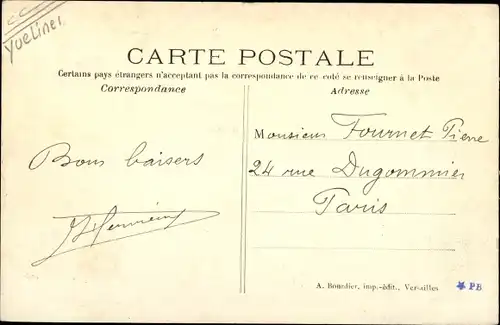 Yvelines
CARTE POSTALE
Certains pays étrangers n'acceptant pas la correspondance de ce coté se renseigner à la Poste
Correspondance
Adresse
Bons baisers
Monsieur Fournet Pierre
24 rue Dugommier
Paris
A. Bourdier, imp.-édit., Versailles
PB